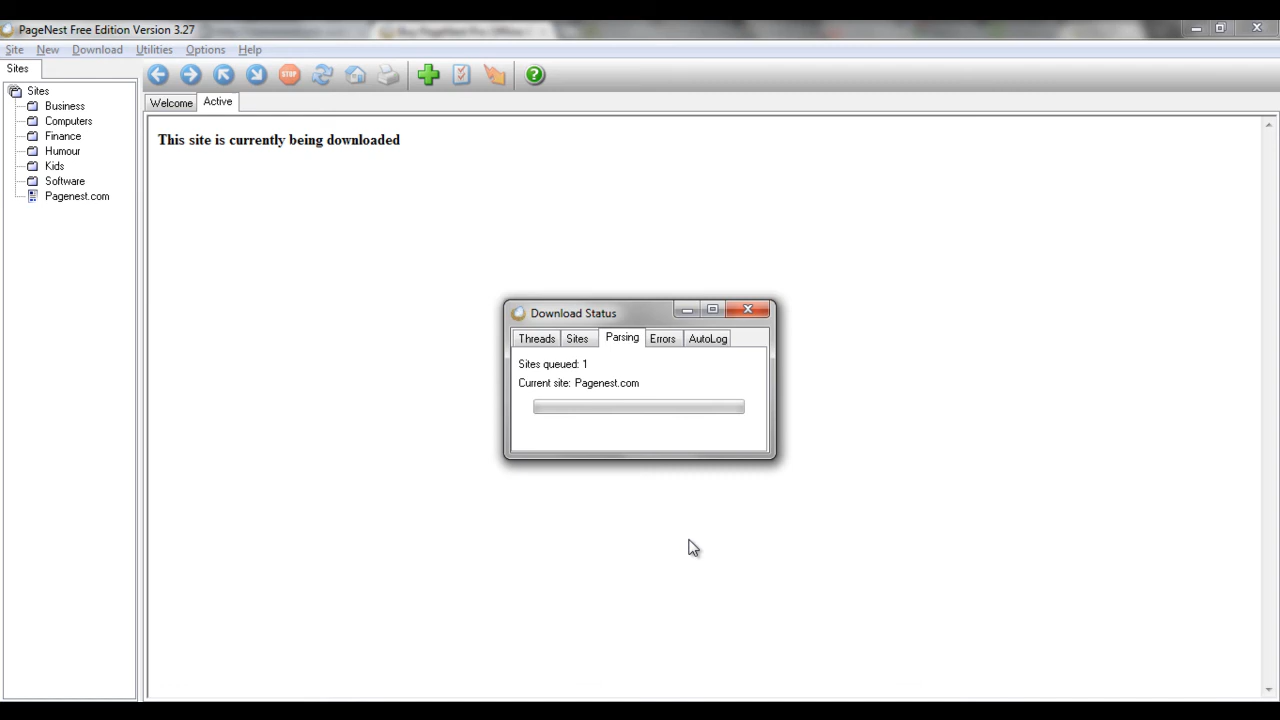 PageNest Free Edition Version 3.27
Site New Download Utilities Options Help
Sites
STOP
Welcome Active
Sites
Business
Computers
Finance
Humour
Kids
Software
Pagenest.com
This site is currently being downloaded
Download Status
Threads Sites Parsing Errors AutoLog
Sites queued: 1
Current site: Pagenest.com